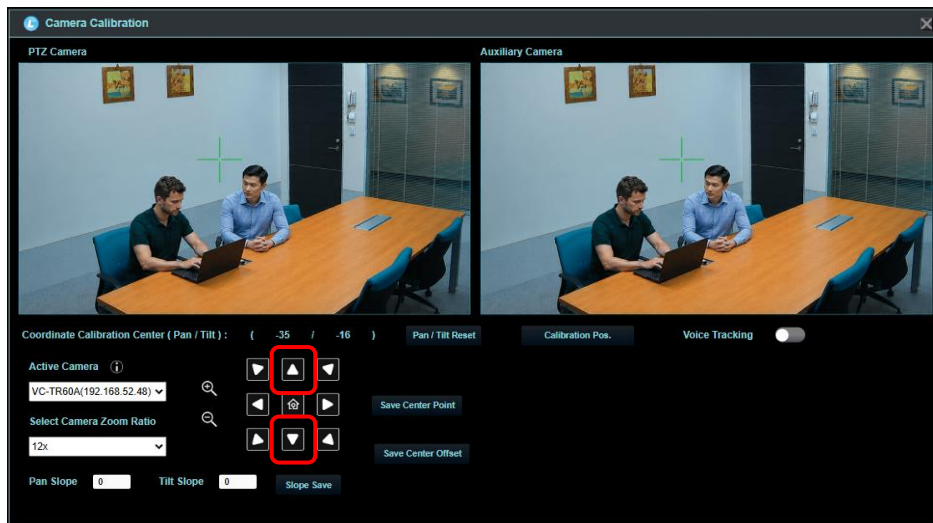 Camera Calibration
PTZ Camera
Auxiliary Camera
Coordinate Calibration Center ( Pan / Tilt ) : ( -35 / -16 ) Pan / Tilt Reset Calibration Pos. Voice Tracking
Active Camera
VC-TR60A(192.168.52.48)
Select Camera Zoom Ratio
12x
Save Center Point
Save Center Offset
Pan Slope 0 Tilt Slope 0 Slope Save